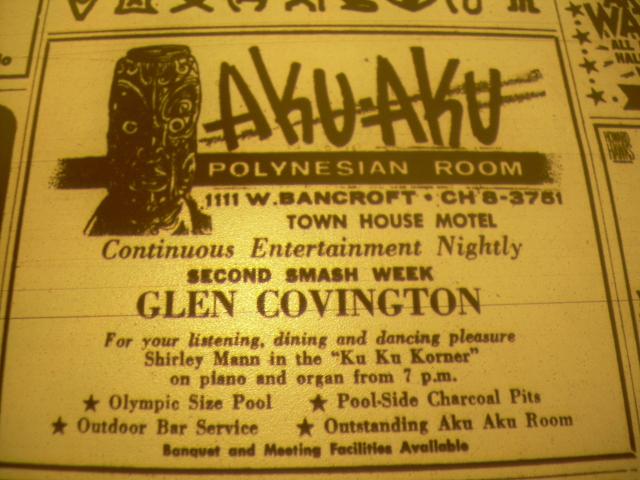 AKU-AKU
POLYNESIAN ROOM
1111 W. BANCROFT • CH 8-3781
TOWN HOUSE MOTEL
Continuous Entertainment Nightly
SECOND SMASH WEEK
GLEN COVINGTON
For your listening, dining and dancing pleasure
Shirley Mann in the "Ku Ku Korner"
on piano and organ from 7 p.m.
★ Olympic Size Pool ★ Pool-Side Charcoal Pits
★ Outdoor Bar Service ★ Outstanding Aku Aku Room
Banquet and Meeting Facilities Available